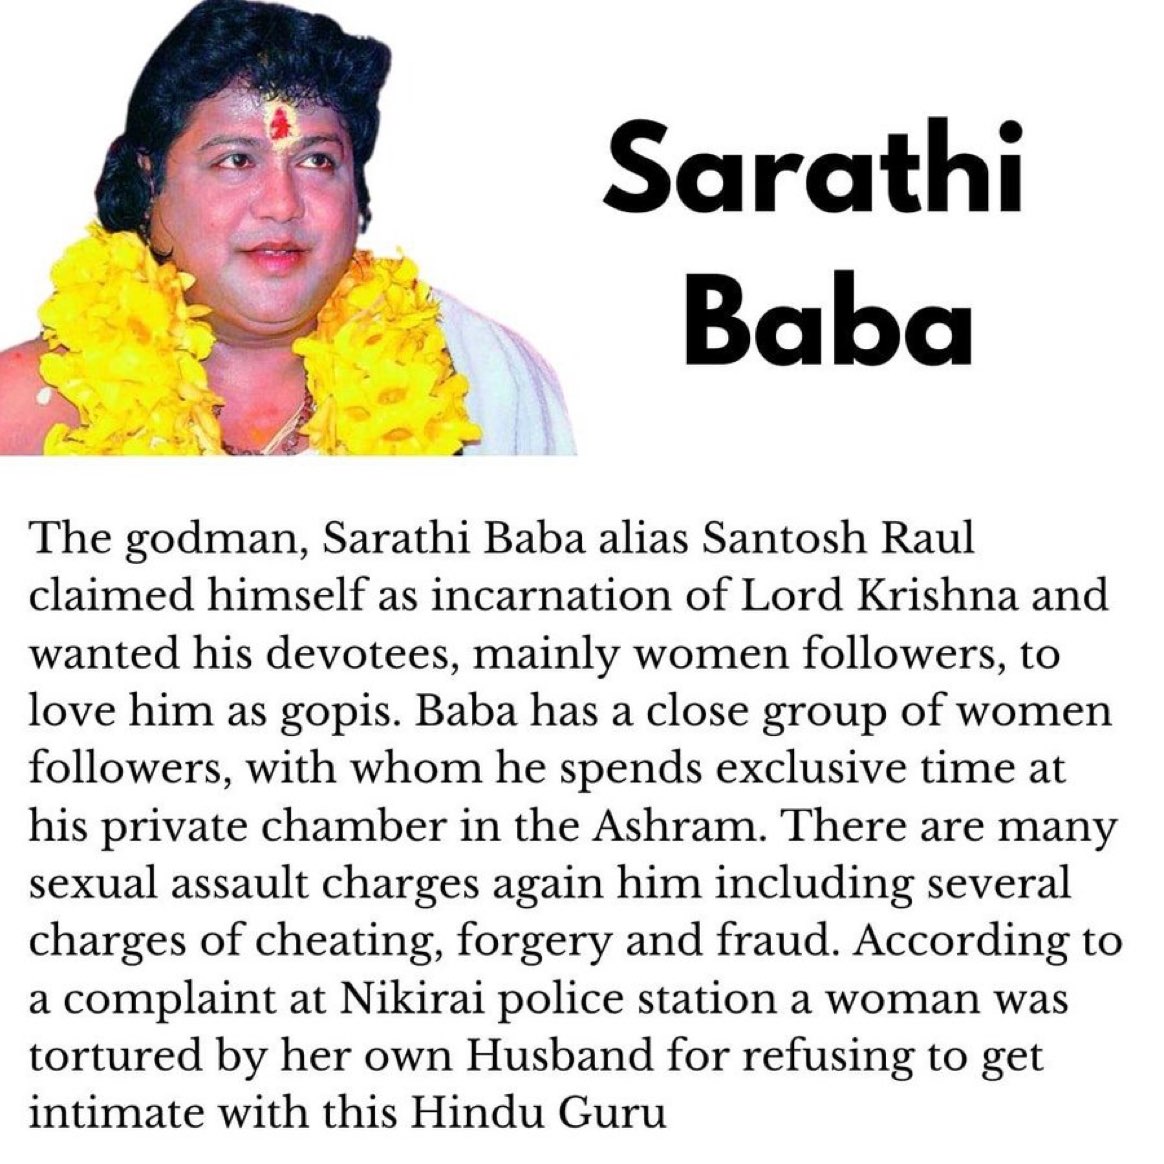 Sarathi
Baba
The godman, Sarathi Baba alias Santosh Raul
claimed himself as incarnation of Lord Krishna and
wanted his devotees, mainly women followers, to
love him as gopis. Baba has a close group of women
followers, with whom he spends exclusive time at
his private chamber in the Ashram. There are many
sexual assault charges again him including several
charges of cheating, forgery and fraud. According to
a complaint at Nikirai police station a woman was
tortured by her own Husband for refusing to get
intimate with this Hindu Guru